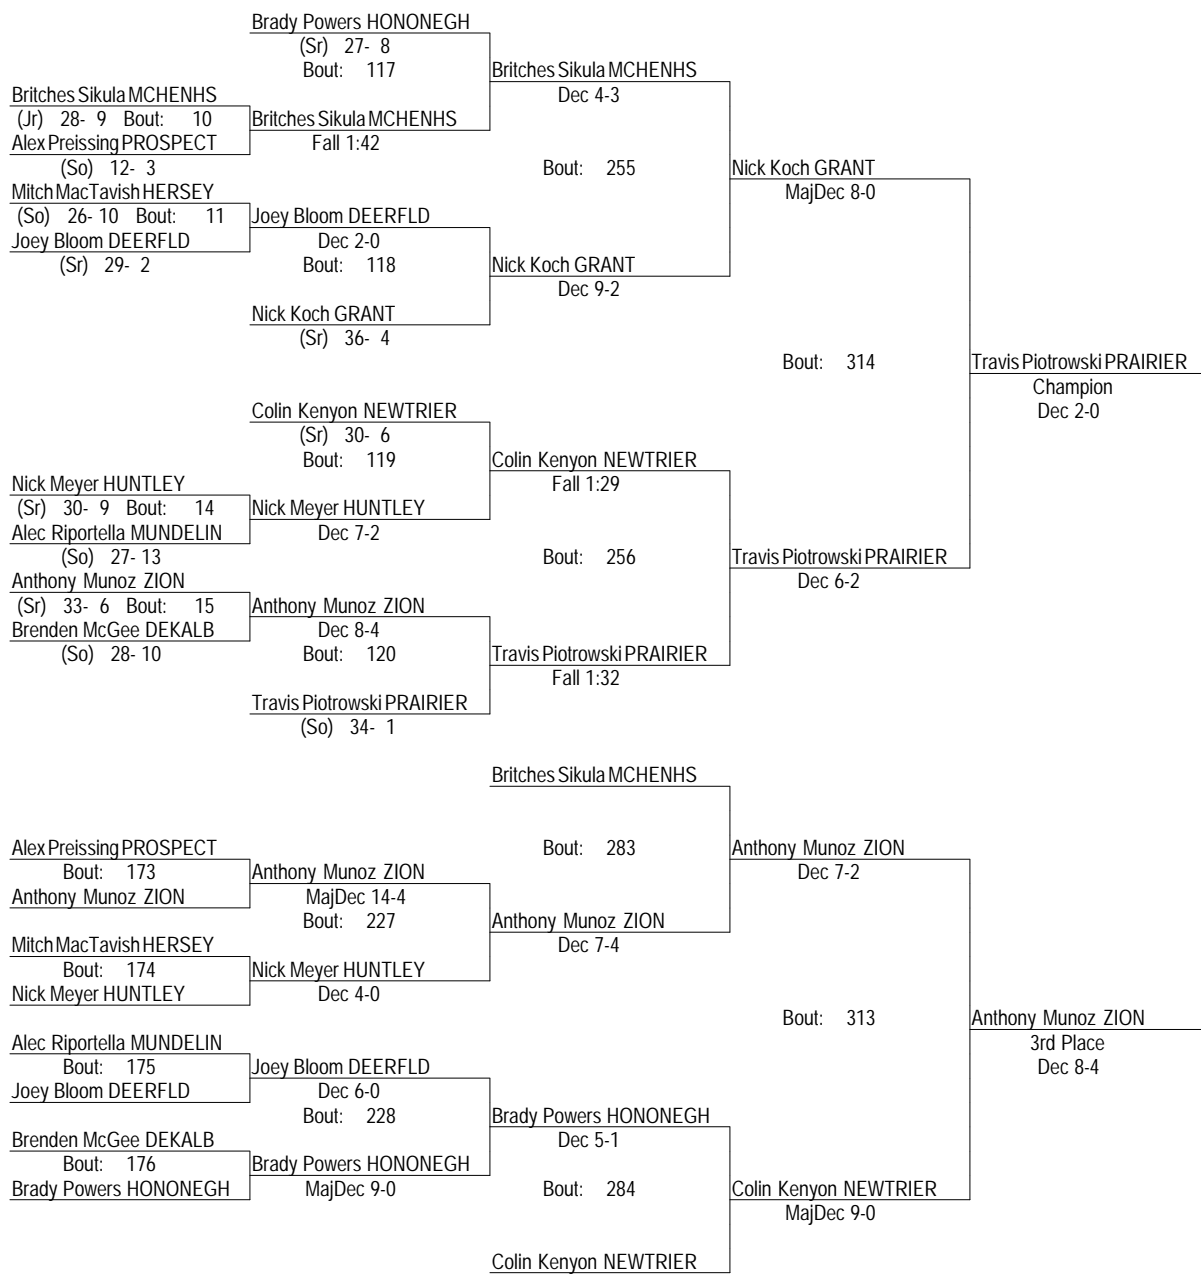 Brady Powers HONONEGH
(Sr) 27- 8
Bout: 117
Britches Sikula MCHENHS
Dec 4-3
Britches Sikula MCHENHS
(Jr) 28- 9 Bout: 10
Britches Sikula MCHENHS
Alex Preissing PROSPECT
Fall 1:42
(So) 12- 3
Bout: 255
Nick Koch GRANT
MajDec 8-0
Mitch MacTavish HERSEY
(So) 26- 10 Bout: 11
Joey Bloom DEERFLD
Joey Bloom DEERFLD
Dec 2-0
(Sr) 29- 2
Bout: 118
Nick Koch GRANT
Dec 9-2
Nick Koch GRANT
(Sr) 36- 4
Bout: 314
Travis Piotrowski PRAIRIER
Champion
Dec 2-0
Colin Kenyon NEWTRIER
(Sr) 30- 6
Bout: 119
Colin Kenyon NEWTRIER
Fall 1:29
Nick Meyer HUNTLEY
(Sr) 30- 9 Bout: 14
Nick Meyer HUNTLEY
Alec Riportella MUNDELIN
Dec 7-2
(So) 27- 13
Bout: 256
Travis Piotrowski PRAIRIER
Dec 6-2
Anthony Munoz ZION
(Sr) 33- 6 Bout: 15
Anthony Munoz ZION
Brenden McGee DEKALB
Dec 8-4
(So) 28- 10
Bout: 120
Travis Piotrowski PRAIRIER
Fall 1:32
Travis Piotrowski PRAIRIER
(So) 34- 1
Britches Sikula MCHENHS
Alex Preissing PROSPECT
Bout: 283
Anthony Munoz ZION
Bout: 173
Anthony Munoz ZION
Dec 7-2
Anthony Munoz ZION
MajDec 14-4
Bout: 227
Anthony Munoz ZION
Dec 7-4
Mitch MacTavish HERSEY
Bout: 174
Nick Meyer HUNTLEY
Nick Meyer HUNTLEY
Dec 4-0
Bout: 313
Anthony Munoz ZION
3rd Place
Dec 8-4
Alec Riportella MUNDELIN
Bout: 175
Joey Bloom DEERFLD
Joey Bloom DEERFLD
Dec 6-0
Bout: 228
Brady Powers HONONEGH
Dec 5-1
Brenden McGee DEKALB
Bout: 176
Brady Powers HONONEGH
Brady Powers HONONEGH
MajDec 9-0
Bout: 284
Colin Kenyon NEWTRIER
MajDec 9-0
Colin Kenyon NEWTRIER